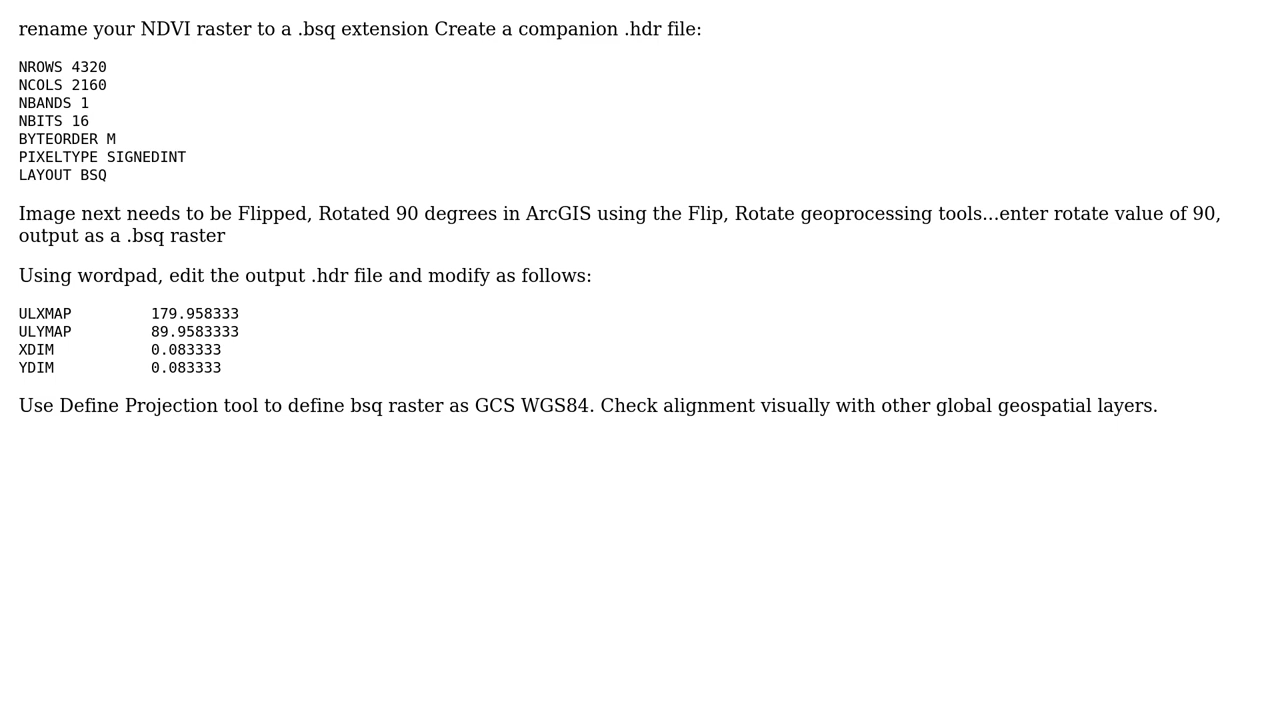 rename your NDVI raster to a .bsq extension Create a companion .hdr file:
NROWS 4320
NCOLS 2160
NBANDS 1
NBITS 16
BYTEORDER M
PIXELTYPE SIGNEDINT
LAYOUT BSQ
Image next needs to be Flipped, Rotated 90 degrees in ArcGIS using the Flip, Rotate geoprocessing tools...enter rotate value of 90,
output as a .bsq raster
Using wordpad, edit the output .hdr file and modify as follows:
ULXMAP         179.958333
ULYMAP         89.9583333
XDIM           0.083333
YDIM           0.083333
Use Define Projection tool to define bsq raster as GCS WGS84. Check alignment visually with other global geospatial layers.